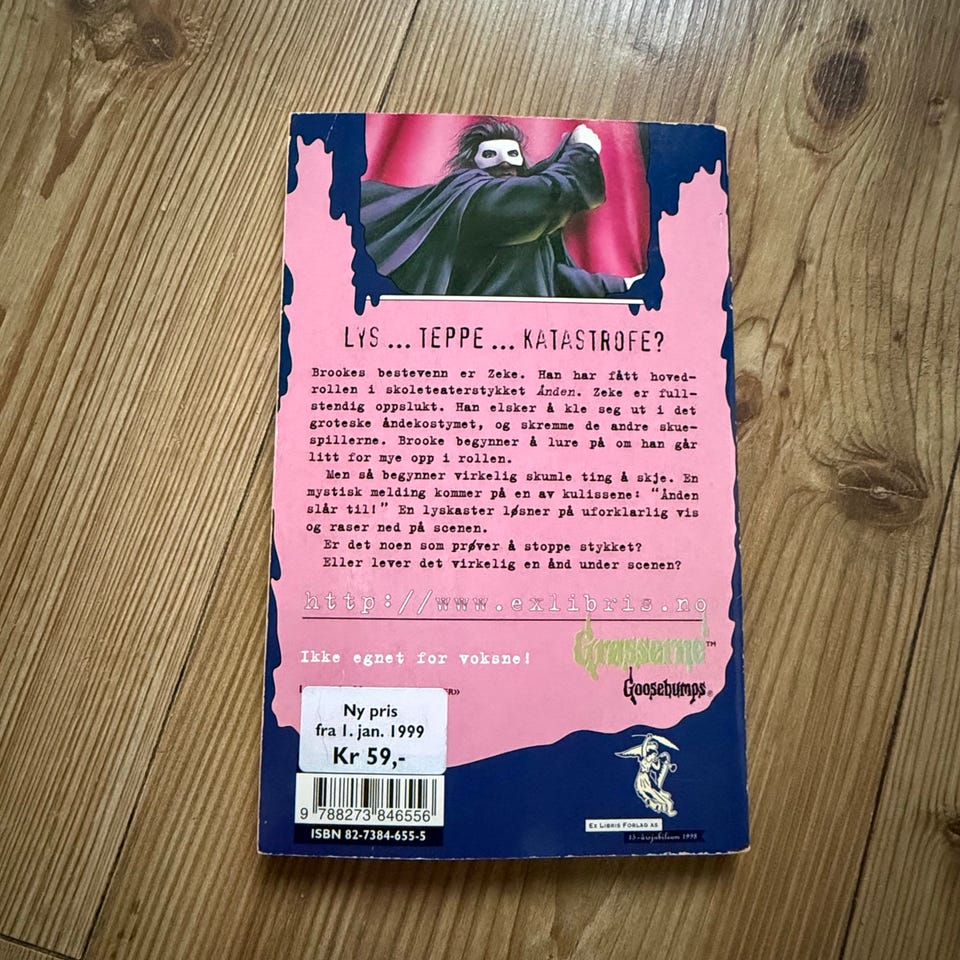 LYS ... TEPPE ... KATASTROFE?
Brookes bestevenn er Zeke. Han har fått hoved-
rollen i skoleteaterstykket Ånden. Zeke er full-
stendig oppslukt. Han elsker å kle seg ut i det
groteske åndekostymet, og skremme de andre skue-
spillerne. Brooke begynner å lure på om han går
litt for mye opp i rollen.
Men så begynner virkelig skumle ting å skje. En
mystisk melding kommer på en av kulissene: "Ånden
slår til!" En lyskaster løsner på uforklarlig vis
og raser ned på scenen.
Er det noen som prøver å stoppe stykket?
Eller lever det virkelig en ånd under scenen?
http://www.exlibris.no
Ikke egnet for voksne!
Grøsserne™
Goosebumps®
Ny pris
fra 1. jan. 1999
Kr 59,-
9 788273 846556
ISBN 82-7384-655-5
EX LIBRIS FORLAG AS
15-årsjubileum 1998